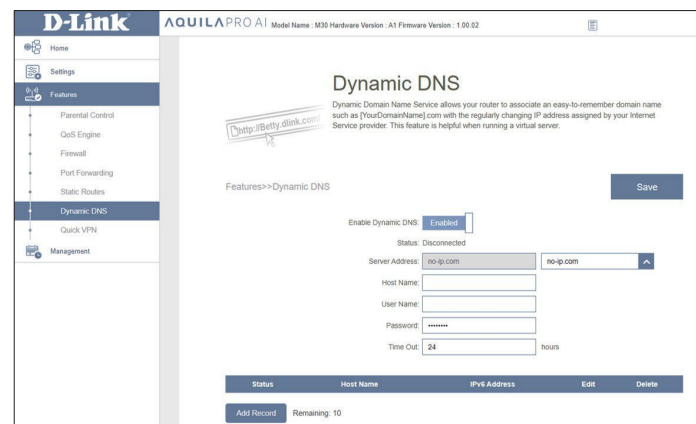 D-Link
AQUILA PRO AI Model Name : M30 Hardware Version : A1 Firmware Version : 1.00.02
Home
Settings
Features
Parental Control
QoS Engine
Firewall
Port Forwarding
Static Routes
Dynamic DNS
Quick VPN
Management
Dynamic DNS
http://Betty.dlink.com
Dynamic Domain Name Service allows your router to associate an easy-to-remember domain name
such as [YourDomainName].com with the regularly changing IP address assigned by your Internet
Service provider. This feature is helpful when running a virtual server.
Features>>Dynamic DNS
Save
Enable Dynamic DNS: Enabled
Status: Disconnected
Server Address: no-ip.com no-ip.com
Host Name:
User Name:
Password: ••••••••
Time Out: 24 hours
Status Host Name IPv6 Address Edit Delete
Add Record Remaining: 10